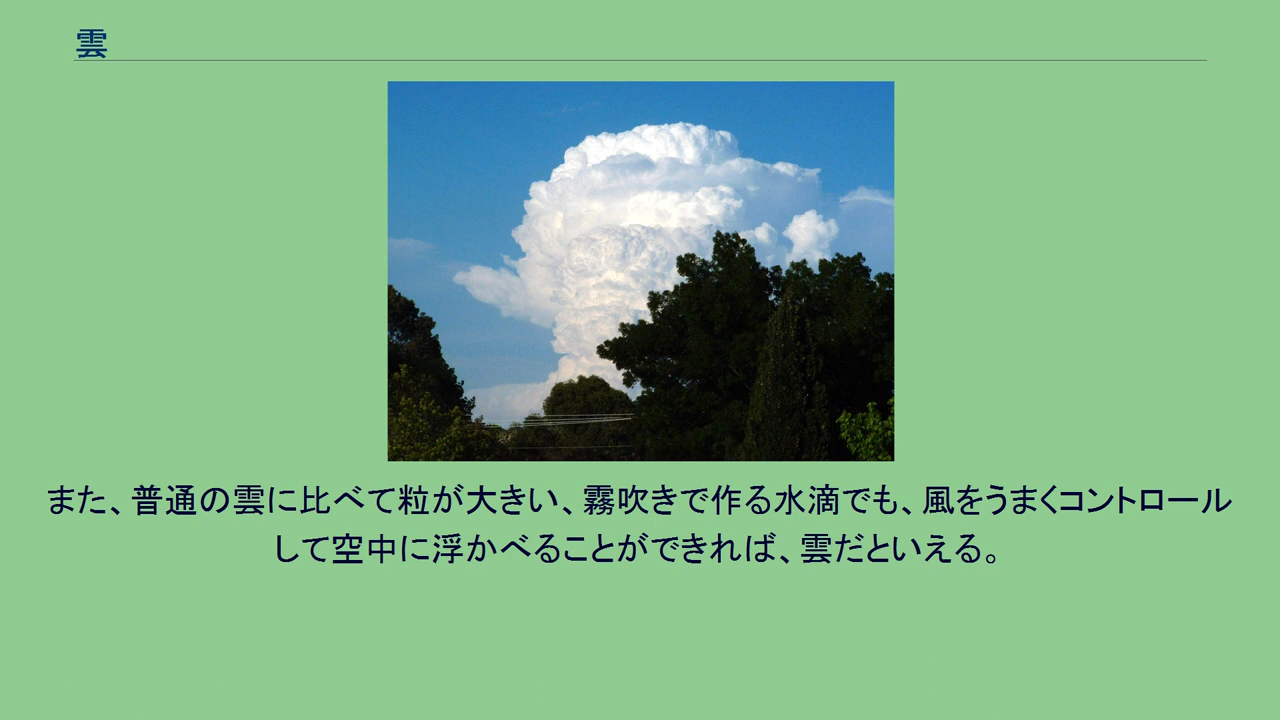 雲
また、普通の雲に比べて粒が大きい、霧吹きで作る水滴でも、風をうまくコントロール
して空中に浮かべることができれば、雲だといえる。